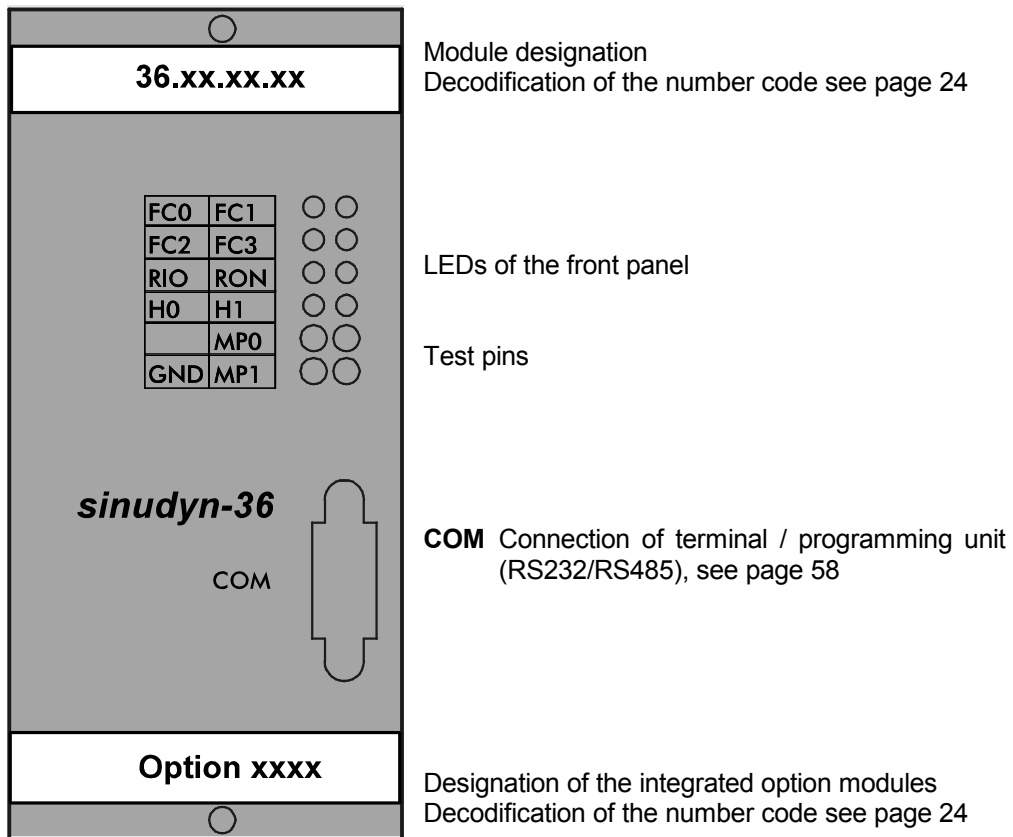 36.xx.xx.xx
Module designation
Decodification of the number code see page 24
FC0 FC1
FC2 FC3
RIO RON
H0 H1
MP0
GND MP1
LEDs of the front panel
Test pins
sinudyn-36
COM
COM Connection of terminal / programming unit
(RS232/RS485), see page 58
Option xxxx
Designation of the integrated option modules
Decodification of the number code see page 24